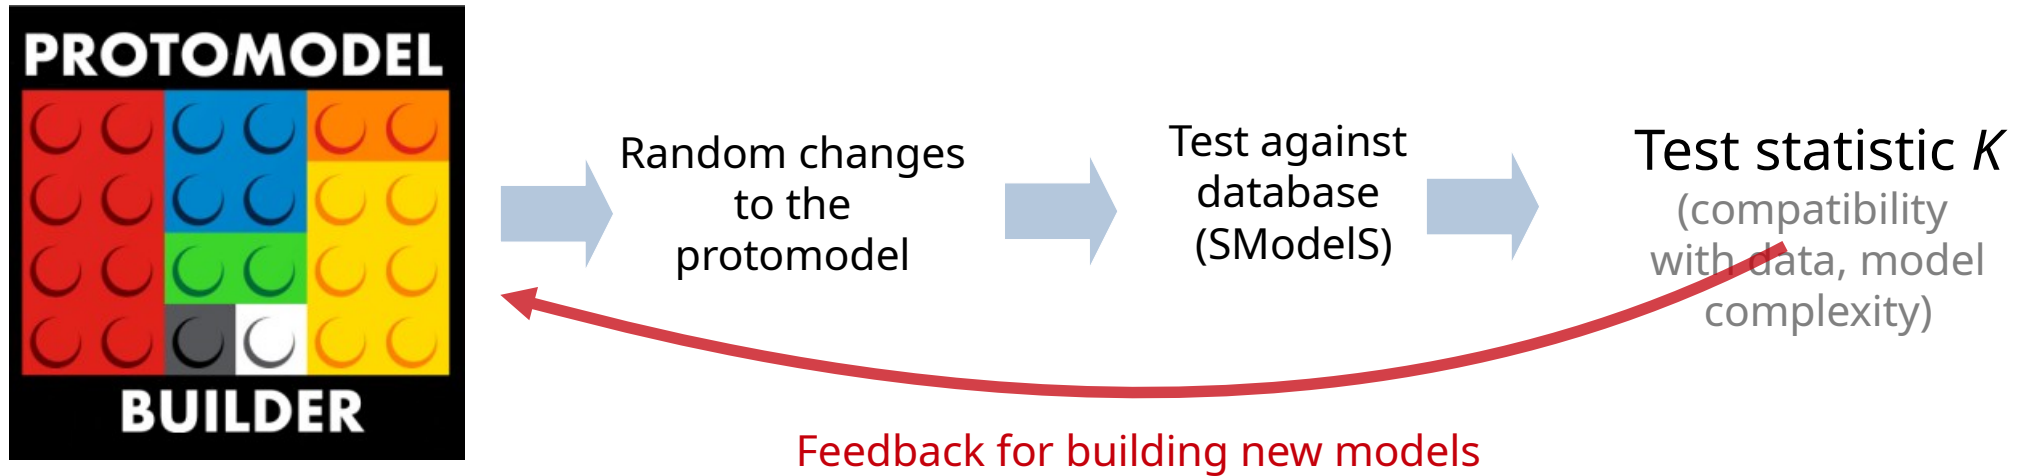 PROTOMODEL
BUILDER
Random changes
to the
protomodel
Test against
database
(SModelS)
Test statistic K
(compatibility
with data, model
complexity)
Feedback for building new models